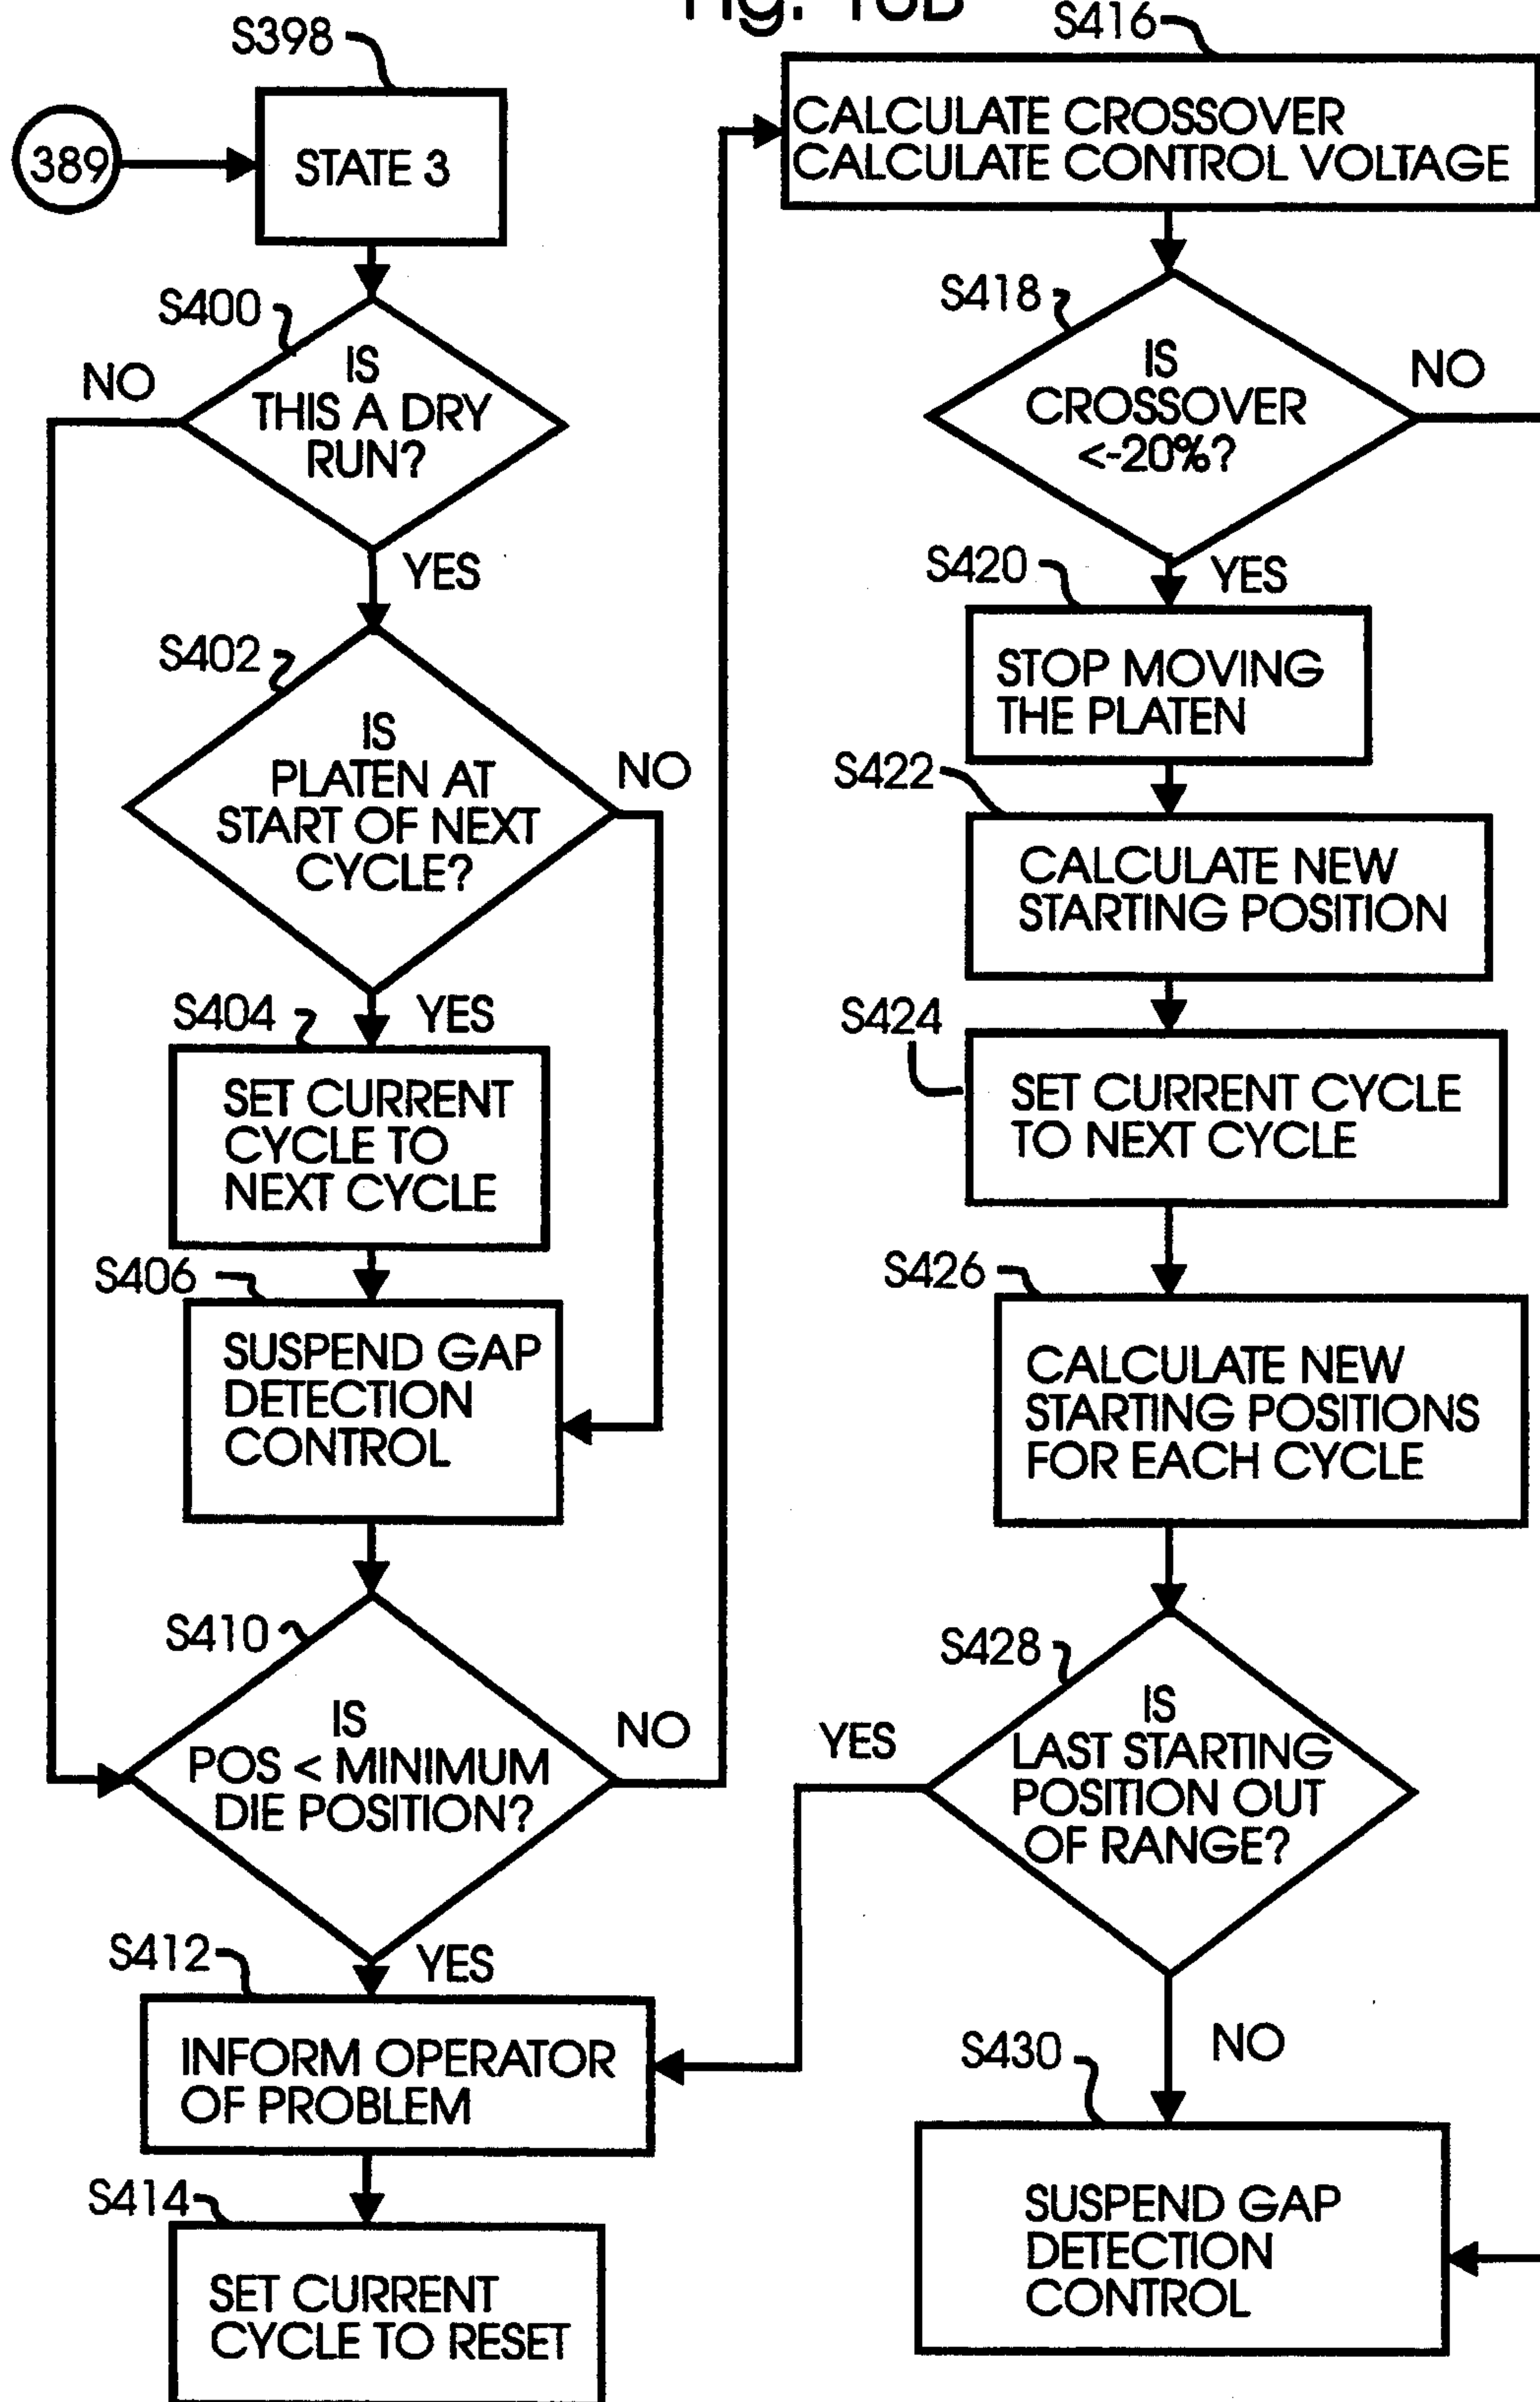 S398
389
STATE 3
S400
IS
THIS A DRY
RUN?
NO
YES
S402
IS
PLATEN AT
START OF NEXT
CYCLE?
NO
YES
S404
SET CURRENT
CYCLE TO
NEXT CYCLE
S406
SUSPEND GAP
DETECTION
CONTROL
S410
IS
POS < MINIMUM
DIE POSITION?
NO
YES
S412
INFORM OPERATOR
OF PROBLEM
S414
SET CURRENT
CYCLE TO RESET
S416
CALCULATE CROSSOVER
CALCULATE CONTROL VOLTAGE
S418
IS
CROSSOVER
<-20%?
NO
YES
S420
STOP MOVING
THE PLATEN
S422
CALCULATE NEW
STARTING POSITION
S424
SET CURRENT CYCLE
TO NEXT CYCLE
S426
CALCULATE NEW
STARTING POSITIONS
FOR EACH CYCLE
S428
IS
LAST STARTING
POSITION OUT
OF RANGE?
YES
NO
S430
SUSPEND GAP
DETECTION
CONTROL